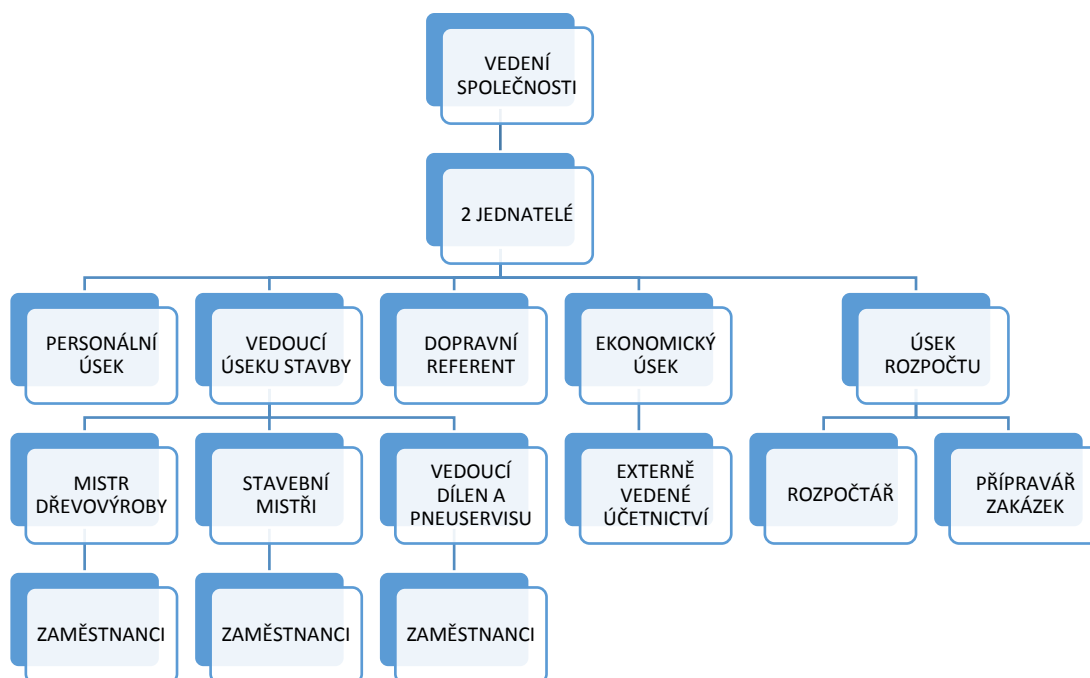 VEDENÍ
SPOLEČNOSTI
2 JEDNATELÉ
PERSONÁLNÍ
ÚSEK
VEDOUCÍ
ÚSEKU STAVBY
DOPRAVNÍ
REFERENT
EKONOMICKÝ
ÚSEK
ÚSEK
ROZPOČTU
MISTR
DŘEVOVÝROBY
STAVEBNÍ
MISTŘI
VEDOUCÍ
DÍLEN A
PNEUSERVISU
EXTERNĚ
VEDENÉ
ÚČETNICTVÍ
ROZPOČTÁŘ
PŘÍPRAVÁŘ
ZAKÁZEK
ZAMĚSTNANCI
ZAMĚSTNANCI
ZAMĚSTNANCI